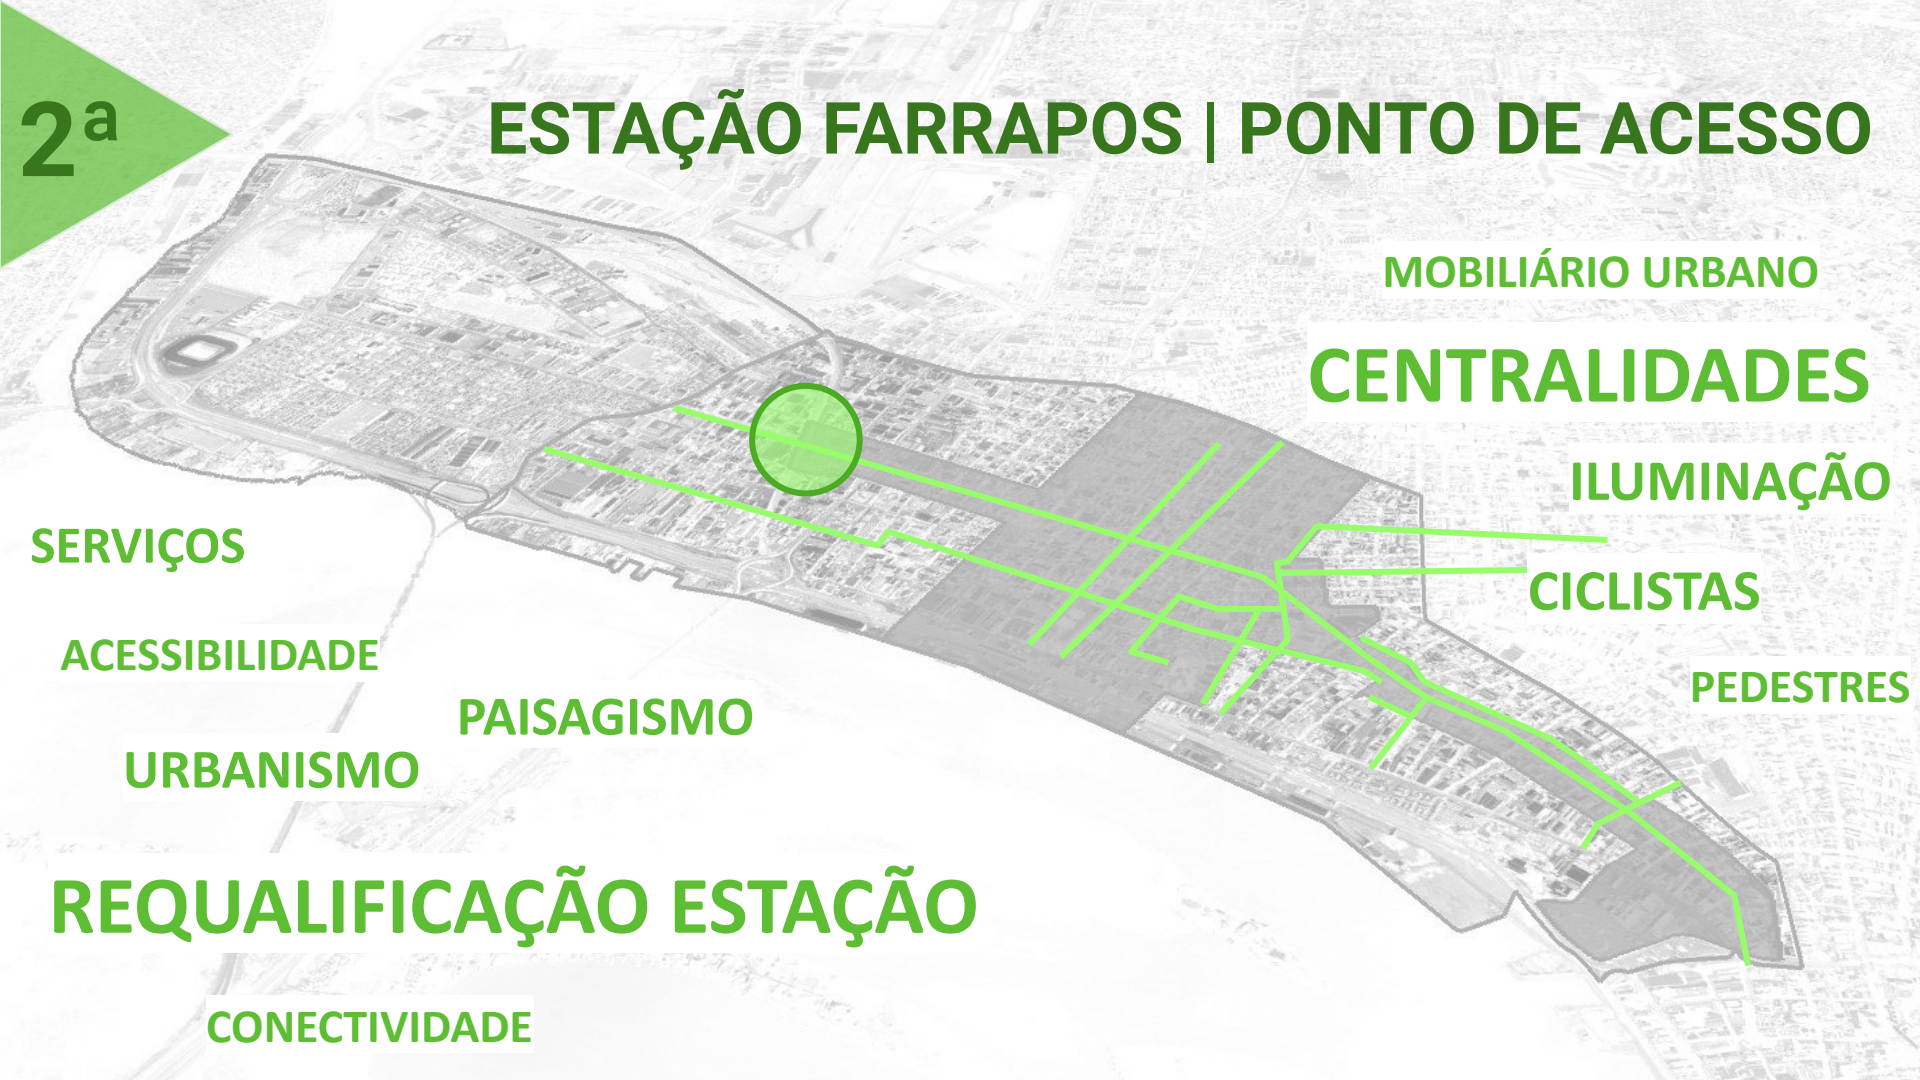 2ª
ESTAÇÃO FARRAPOS | PONTO DE ACESSO
MOBILIÁRIO URBANO
CENTRALIDADES
ILUMINAÇÃO
SERVIÇOS
CICLISTAS
ACESSIBILIDADE
PEDESTRES
PAISAGISMO
URBANISMO
REQUALIFICAÇÃO ESTAÇÃO
CONECTIVIDADE